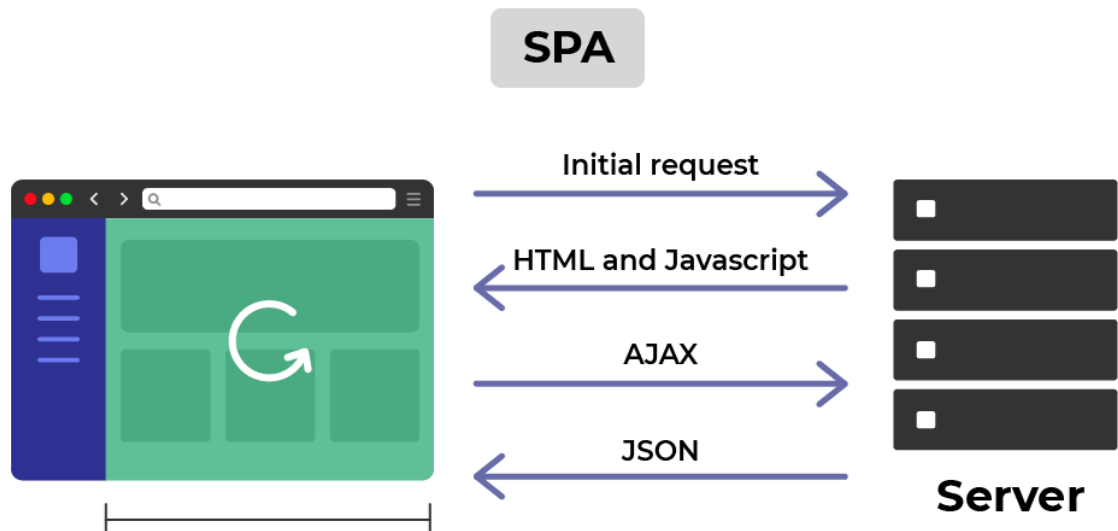 SPA
Initial request
HTML and Javascript
AJAX
JSON
Server